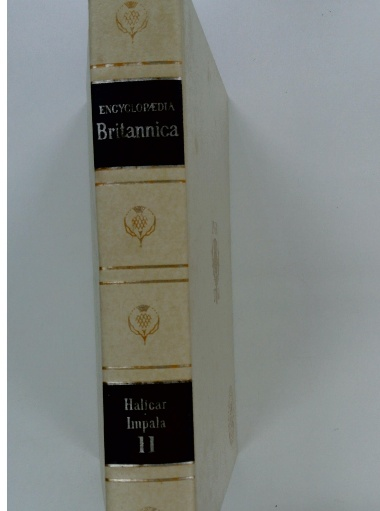 ENCYCLOPÆDIA
Britannica
Halicar
Impala
11